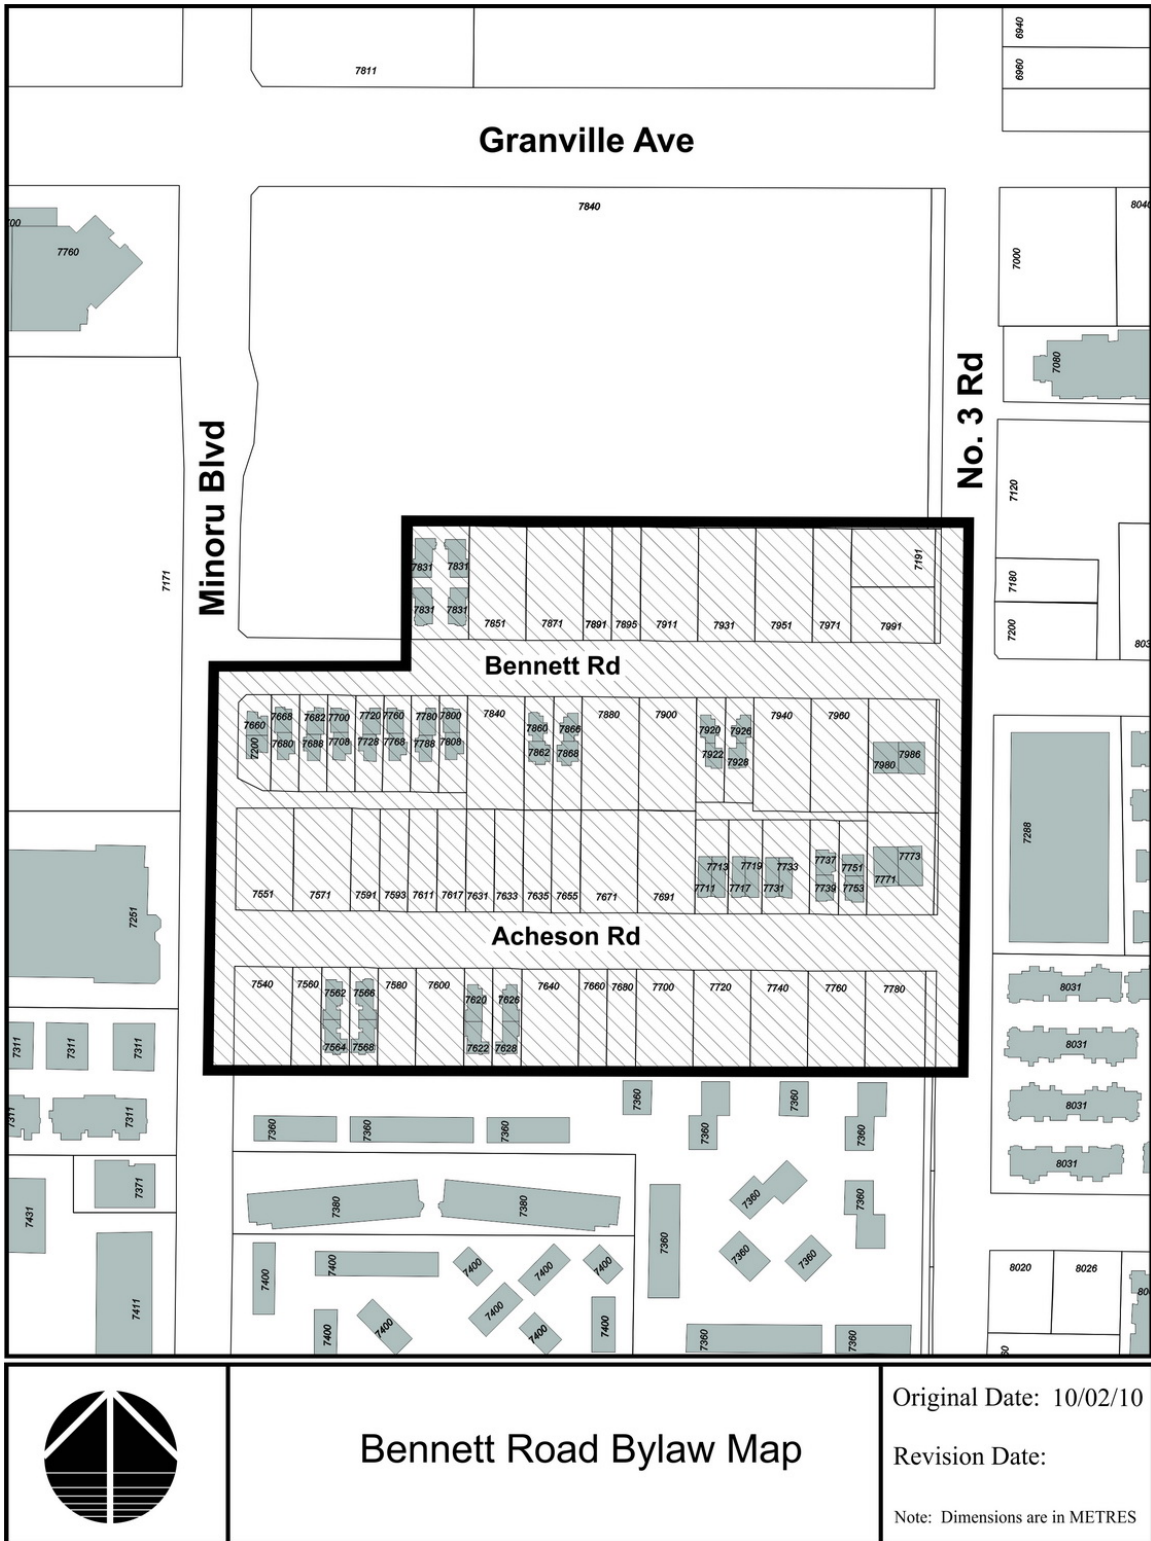 6940
6960
7811
Granville Ave
7840
8040
7760
7000
7080
No. 3 Rd
Minoru Blvd
7120
7171
7180
7200
7191
7831 7831
7831 7831
7851 7871 7891 7895 7911 7931 7951 7971 7991
Bennett Rd
7660 7668 7682 7700 7720 7760 7780 7800 7840 7860 7866 7880 7900 7920 7926 7940 7960
7200 7680 7688 7708 7728 7768 7788 7808 7862 7868 7922 7928 7980 7986
7288
7713 7719 7733 7737 7751 7773
7711 7717 7731 7739 7753 7771
7551 7571 7591 7593 7611 7617 7631 7633 7635 7655 7671 7691
7251
Acheson Rd
7540 7560 7562 7566 7580 7600 7620 7626 7640 7660 7680 7700 7720 7740 7760 7780
7564 7568 7622 7628
8031
8031
8031
8031
7311 7311 7311
7311 7311
7360 7360 7360 7360 7360 7360
7371
7431
7411
7380 7380
7360 7360 7360
7360 7360
7400 7400 7400 7400 7400
7400 7400 7400 7400 7400
7360 7360
8020 8026
Bennett Road Bylaw Map
Original Date: 10/02/10
Revision Date:
Note: Dimensions are in METRES